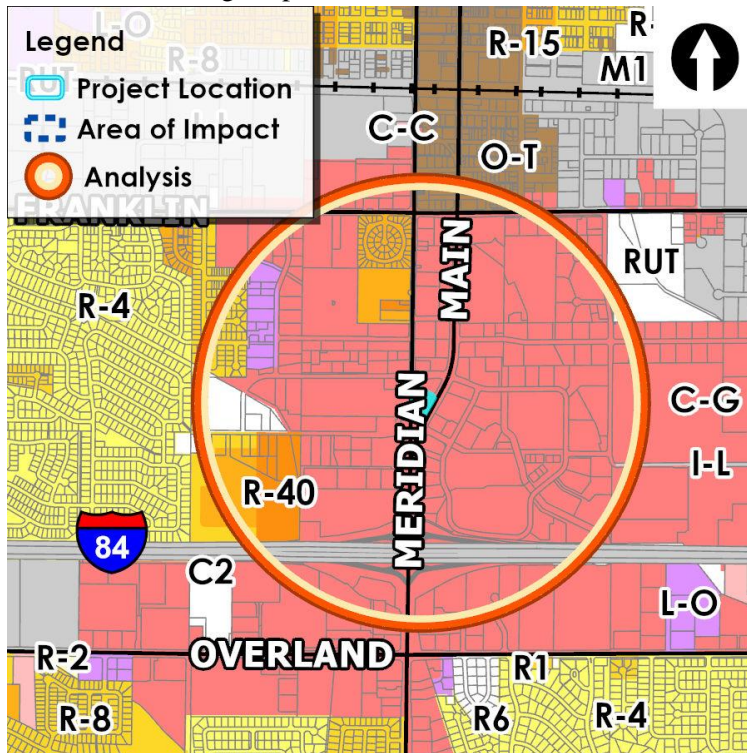 Legend
Project Location
Area of Impact
Analysis
L-O
R-8
RUT
R-15
R-
M1
C-C
O-T
FRANKLIN
MAIN
RUT
R-4
C-G
MERIDIAN
I-L
R-40
84
C2
L-O
OVERLAND
R-2
R1
R-8
R6
R-4